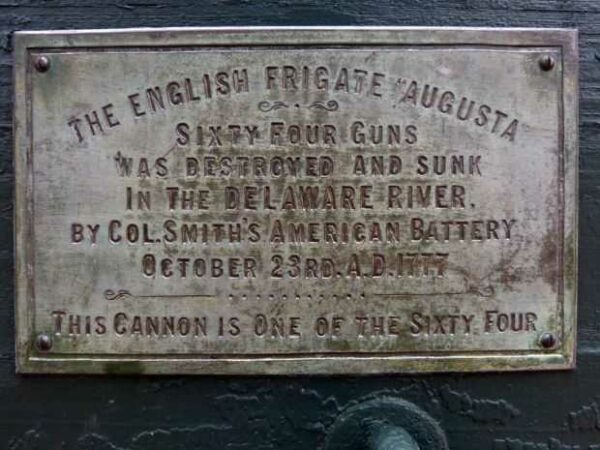 THE ENGLISH FRIGATE "AUGUSTA
SIXTY FOUR GUNS
WAS DESTROYED AND SUNK
IN THE DELAWARE RIVER.
BY COL. SMITH'S AMERICAN BATTERY
OCTOBER 23RD. A.D. 1777
THIS CANNON IS ONE OF THE SIXTY FOUR